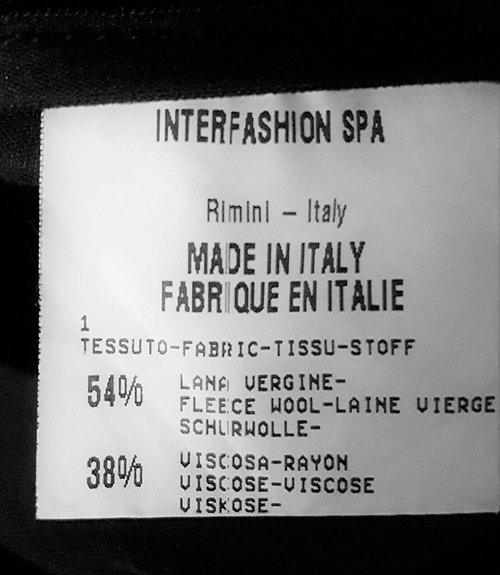 INTERFASHION SPA
Rimini – Italy
MADE IN ITALY
FABRIQUE EN ITALIE
1
TESSUTO-FABRIC-TISSU-STOFF
54% LANA VERGINE-
FLEECE WOOL-LAINE VIERGE
SCHURWOLLE-
38% VISCOSA-RAYON
VISCOSE-VISCOSE
VISKOSE-